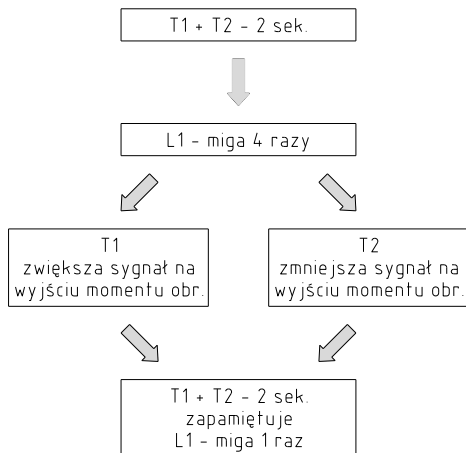 T1 + T2 - 2 sek.
L1 - miga 4 razy
T1
zwiększa sygnał na
wyjściu momentu obr.
T2
zmniejsza sygnał na
wyjściu momentu obr.
T1 + T2 - 2 sek.
zapamiętuje
L1 - miga 1 raz